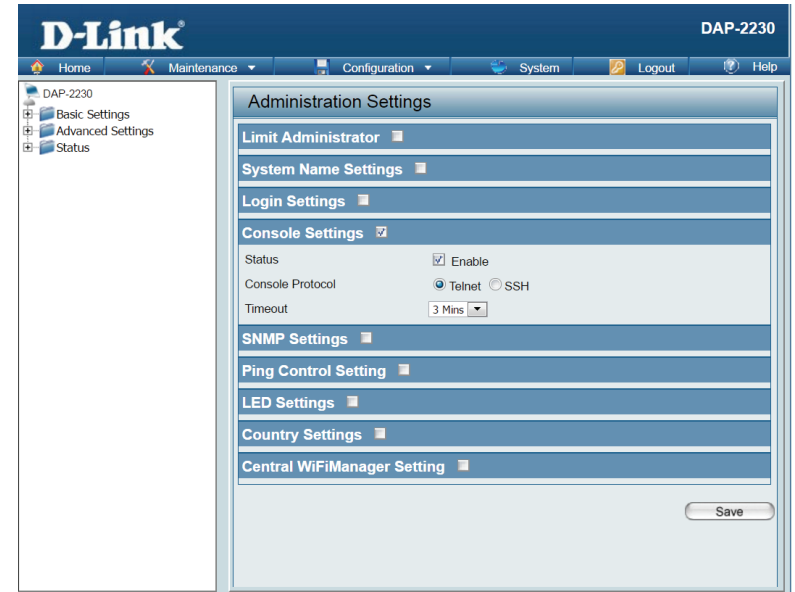 D-Link® DAP-2230
Home Maintenance Configuration System Logout Help
DAP-2230
Basic Settings
Advanced Settings
Status
Administration Settings
Limit Administrator
System Name Settings
Login Settings
Console Settings
Status Enable
Console Protocol Telnet SSH
Timeout 3 Mins
SNMP Settings
Ping Control Setting
LED Settings
Country Settings
Central WiFiManager Setting
Save